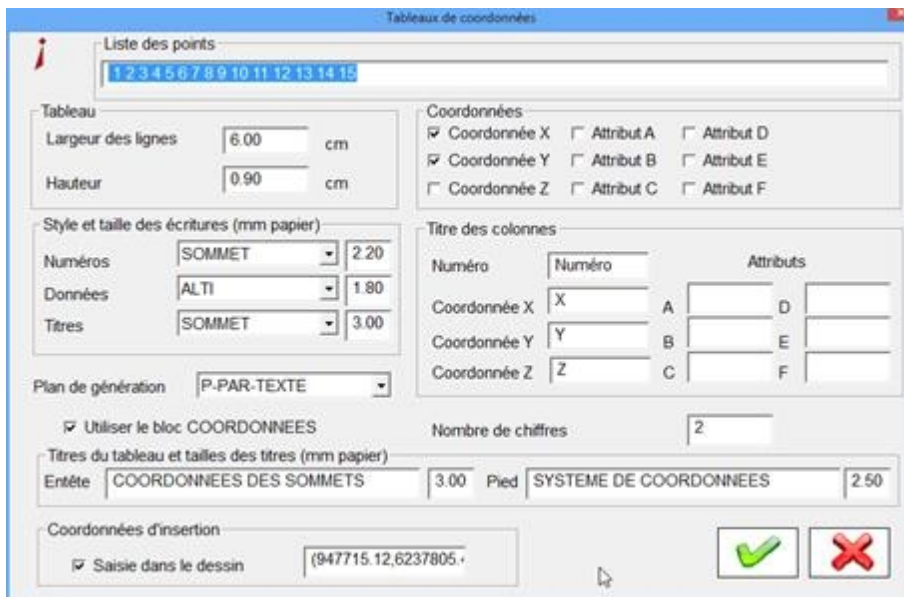 Tableaux de coordonnées
Liste des points
1 2 3 4 5 6 7 8 9 10 11 12 13 14 15
Tableau
Largeur des lignes 6.00 cm
Hauteur 0.90 cm
Coordonnées
Coordonnée X Attribut A Attribut D
Coordonnée Y Attribut B Attribut E
Coordonnée Z Attribut C Attribut F
Style et taille des écritures (mm papier)
Numéros SOMMET 2.20
Données ALTI 1.80
Titres SOMMET 3.00
Titre des colonnes
Numéro Numéro Attributs
Coordonnée X X A D
Coordonnée Y Y B E
Coordonnée Z Z C F
Plan de génération P-PAR-TEXTE
Utiliser le bloc COORDONNEES
Nombre de chiffres 2
Titres du tableau et tailles des titres (mm papier)
Entête COORDONNEES DES SOMMETS 3.00 Pied SYSTEME DE COORDONNEES 2.50
Coordonnées d'insertion
Saisie dans le dessin (947715.12,6237805.